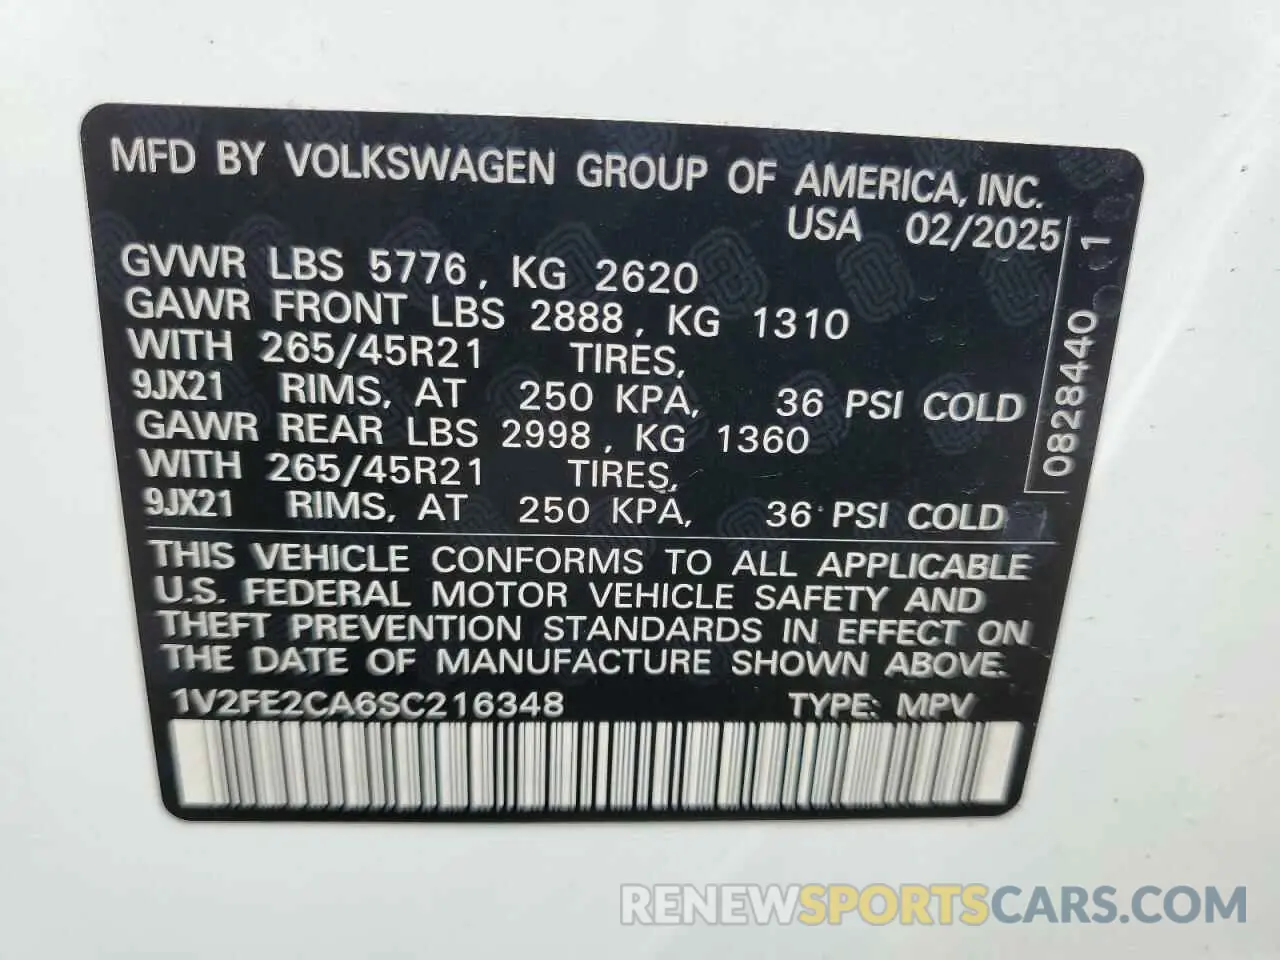 MFD BY VOLKSWAGEN GROUP OF AMERICA, INC.
USA 02/2025
GVWR LBS 5776, KG 2620
GAWR FRONT LBS 2888, KG 1310
WITH 265/45R21 TIRES,
9JX21 RIMS, AT 250 KPA, 36 PSI COLD
GAWR REAR LBS 2998, KG 1360
WITH 265/45R21 TIRES,
9JX21 RIMS, AT 250 KPA, 36 PSI COLD
0828440 1
THIS VEHICLE CONFORMS TO ALL APPLICABLE
U.S. FEDERAL MOTOR VEHICLE SAFETY AND
THEFT PREVENTION STANDARDS IN EFFECT ON
THE DATE OF MANUFACTURE SHOWN ABOVE.
1V2FE2CA6SC216348 TYPE: MPV
RENEWSPORTSCARS.COM